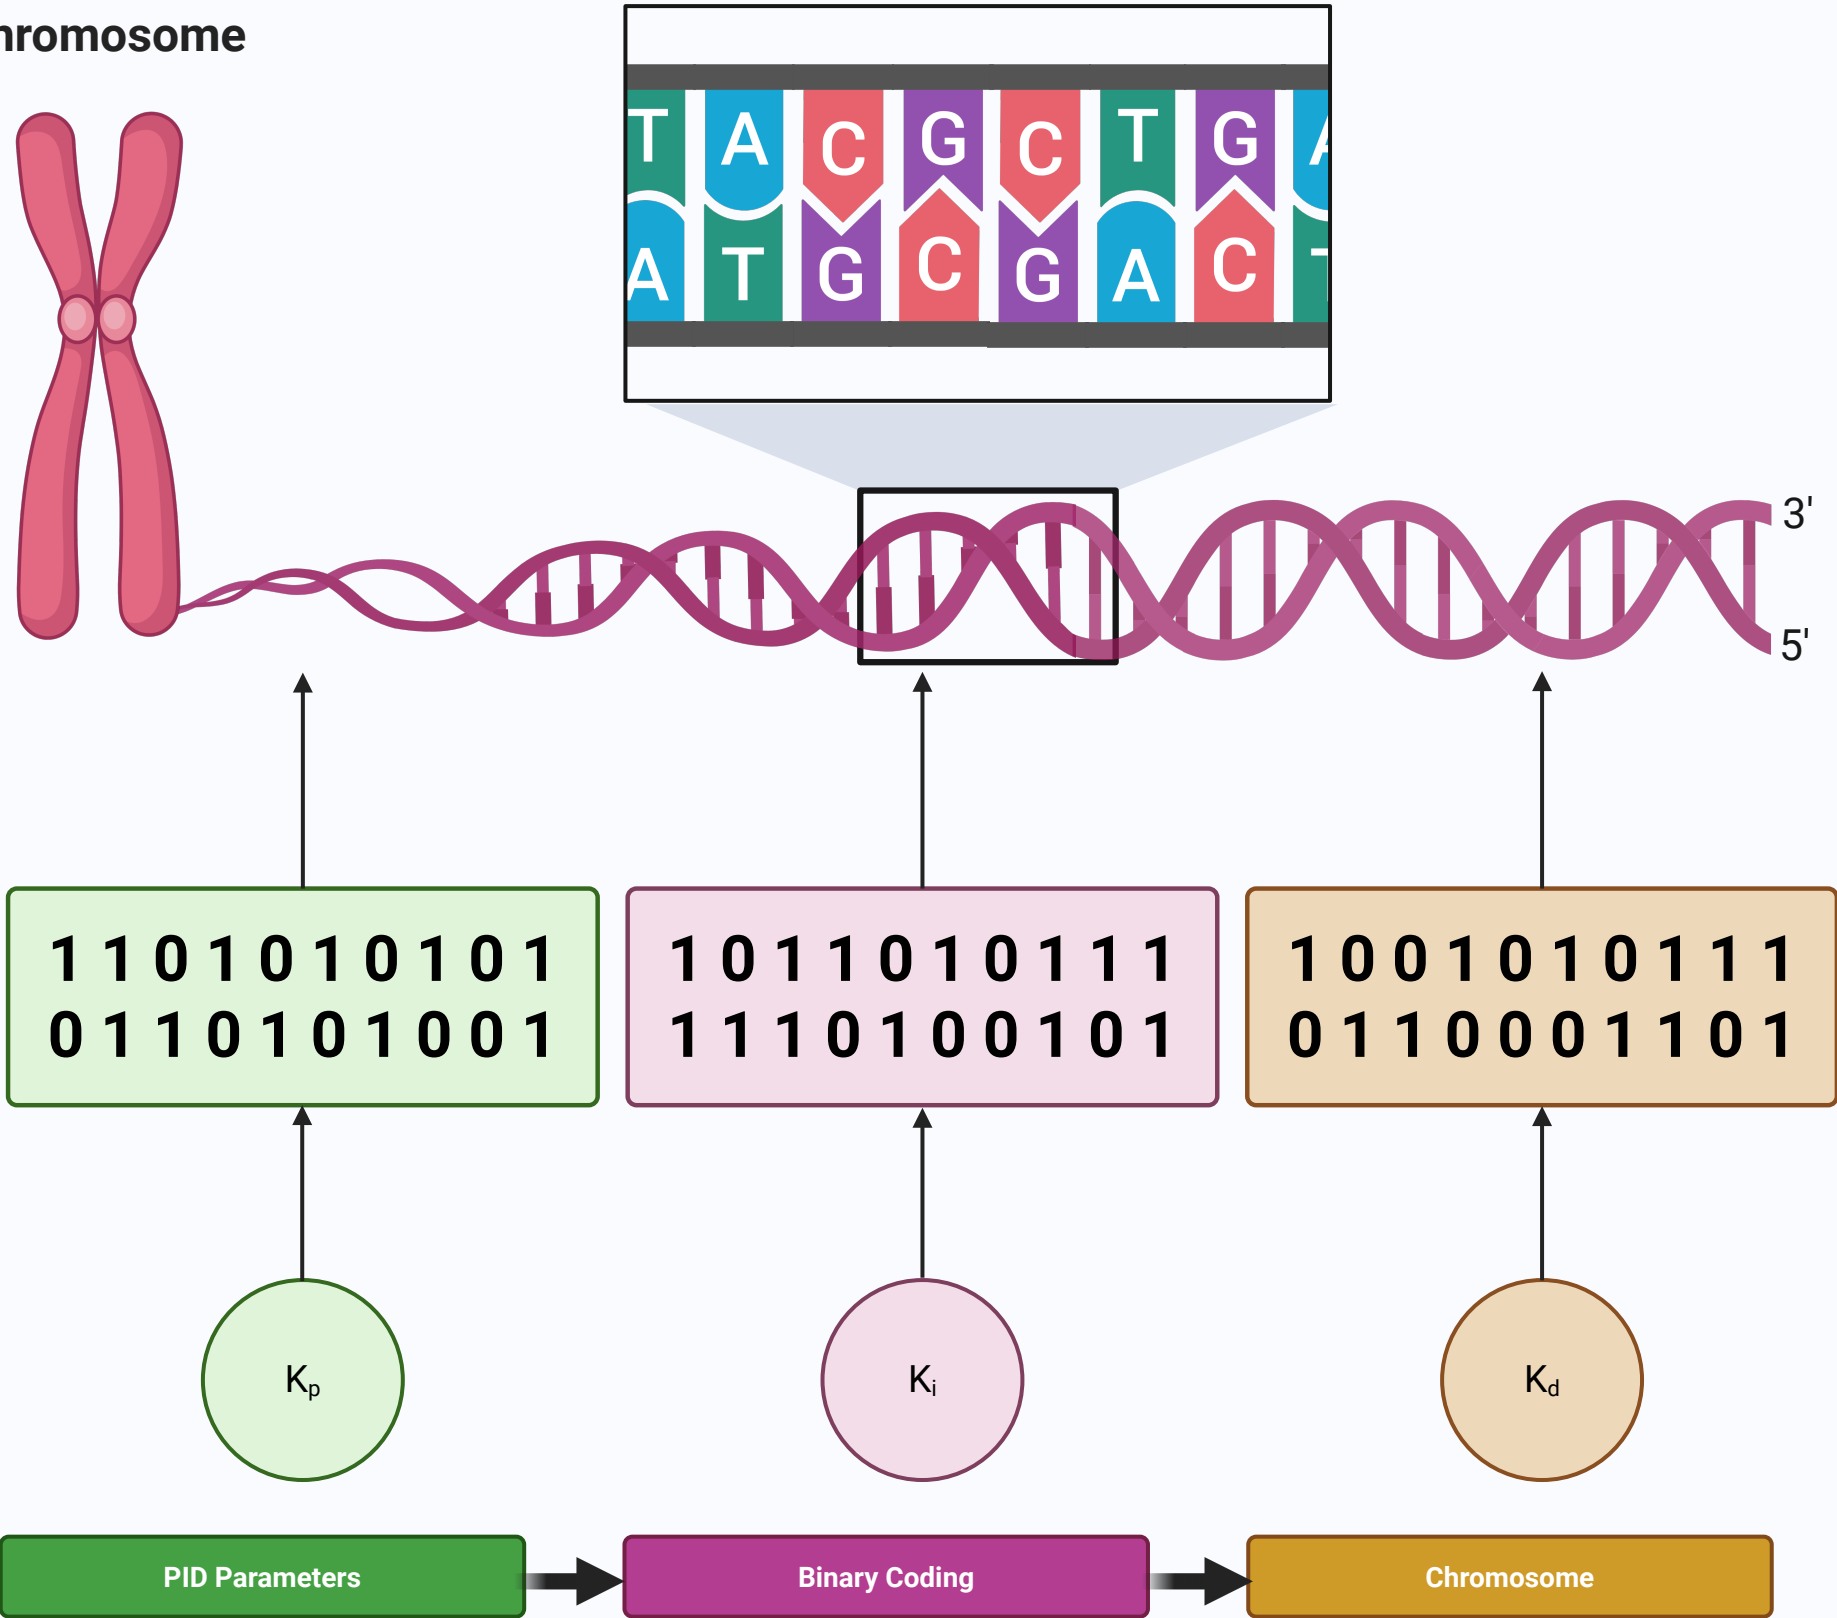 hromosome
T A C G C T G A
A T G C G A C T
3'
5'
1 1 0 1 0 1 0 1 0 1
0 1 1 0 1 0 1 0 0 1
1 0 1 1 0 1 0 1 1 1
1 1 1 0 1 0 0 1 0 1
1 0 0 1 0 1 0 1 1 1
0 1 1 0 0 0 1 1 0 1
Kp
Ki
Kd
PID Parameters
Binary Coding
Chromosome